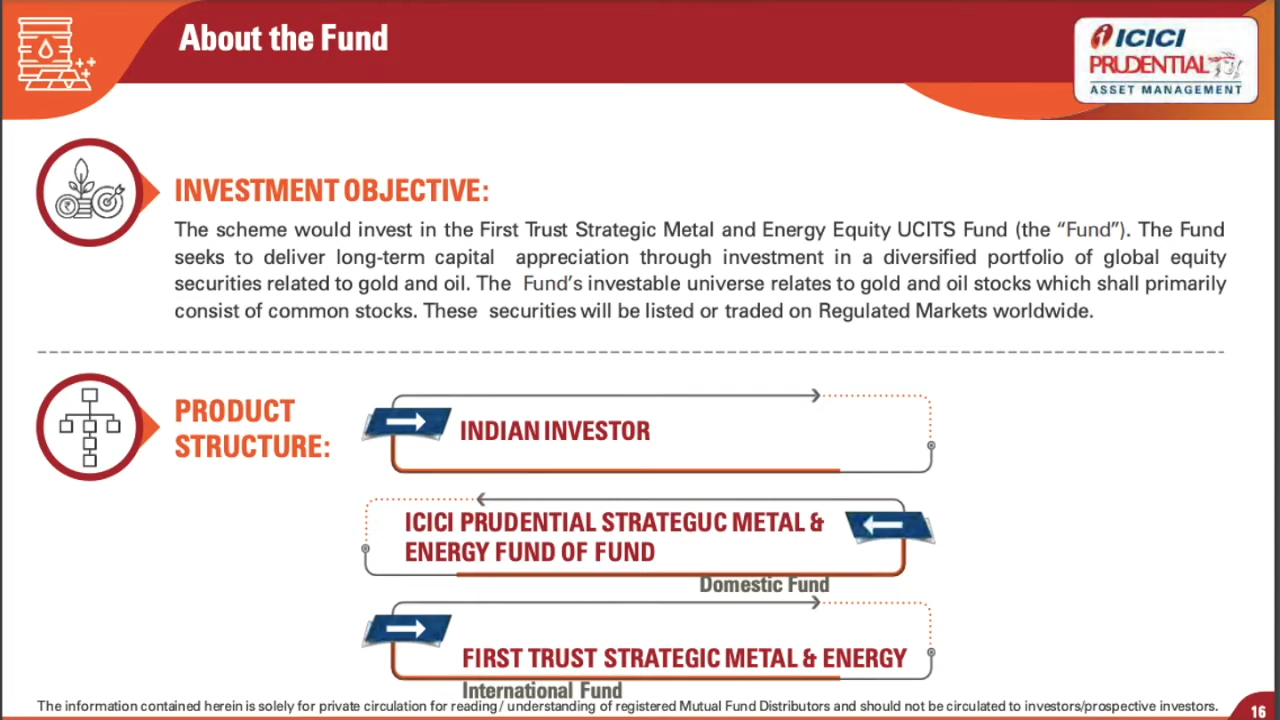 About the Fund
ICICI
PRUDENTIAL
ASSET MANAGEMENT
INVESTMENT OBJECTIVE:
The scheme would invest in the First Trust Strategic Metal and Energy Equity UCITS Fund (the “Fund”). The Fund
seeks to deliver long-term capital appreciation through investment in a diversified portfolio of global equity
securities related to gold and oil. The Fund’s investable universe relates to gold and oil stocks which shall primarily
consist of common stocks. These securities will be listed or traded on Regulated Markets worldwide.
PRODUCT
STRUCTURE:
INDIAN INVESTOR
ICICI PRUDENTIAL STRATEGUC METAL &
ENERGY FUND OF FUND
Domestic Fund
FIRST TRUST STRATEGIC METAL & ENERGY
International Fund
The information contained herein is solely for private circulation for reading/ understanding of registered Mutual Fund Distributors and should not be circulated to investors/prospective investors.
16